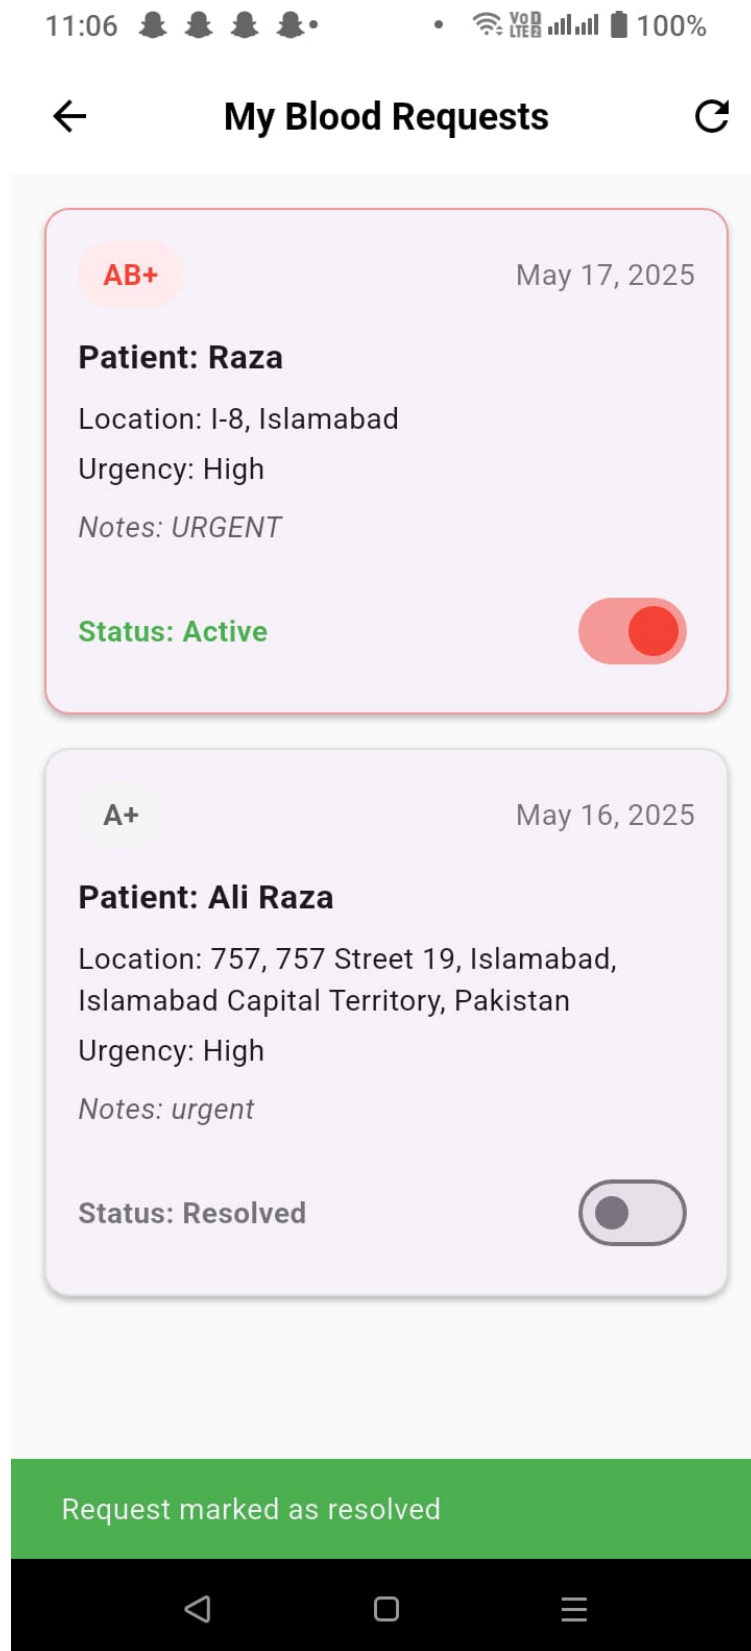 11:06
VoD LTE2 100%
My Blood Requests
AB+
May 17, 2025
Patient: Raza
Location: I-8, Islamabad
Urgency: High
Notes: URGENT
Status: Active
A+
May 16, 2025
Patient: Ali Raza
Location: 757, 757 Street 19, Islamabad,
Islamabad Capital Territory, Pakistan
Urgency: High
Notes: urgent
Status: Resolved
Request marked as resolved